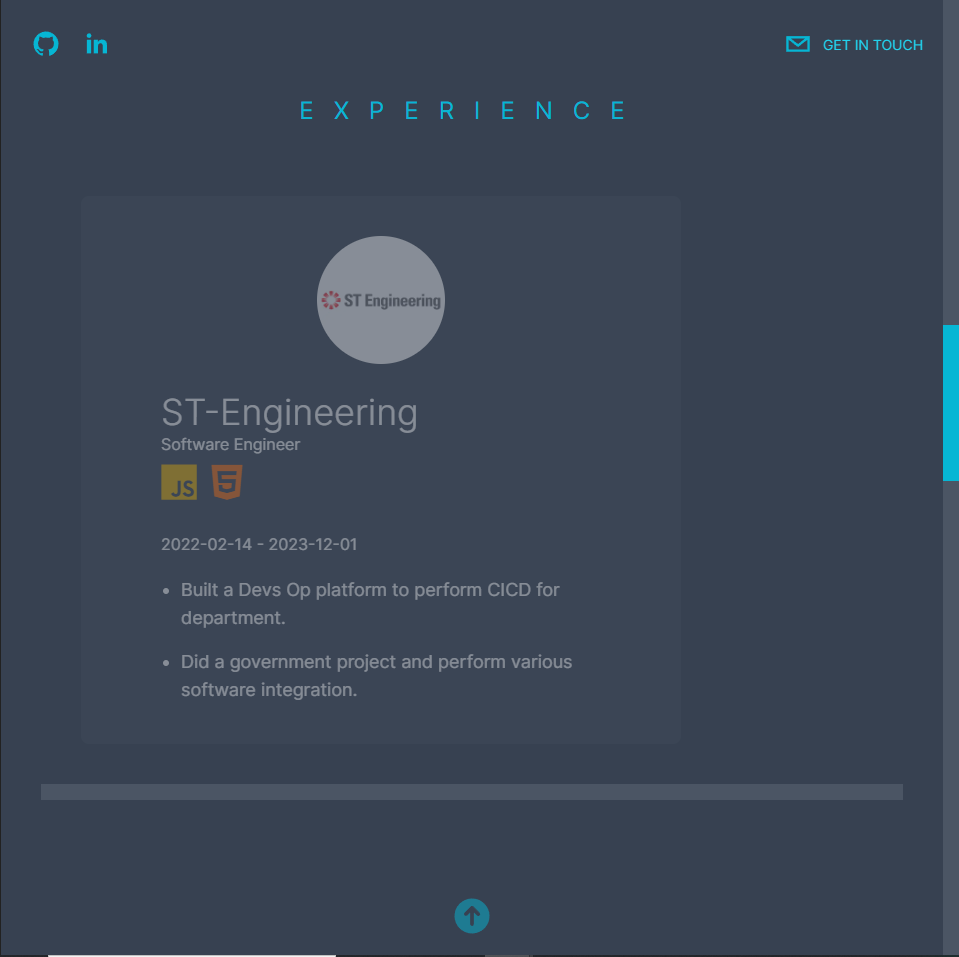 GET IN TOUCH
EXPERIENCE
ST Engineering
ST-Engineering
Software Engineer
JS
5
2022-02-14 - 2023-12-01
• Built a Devs Op platform to perform CICD for
department.
• Did a government project and perform various
software integration.